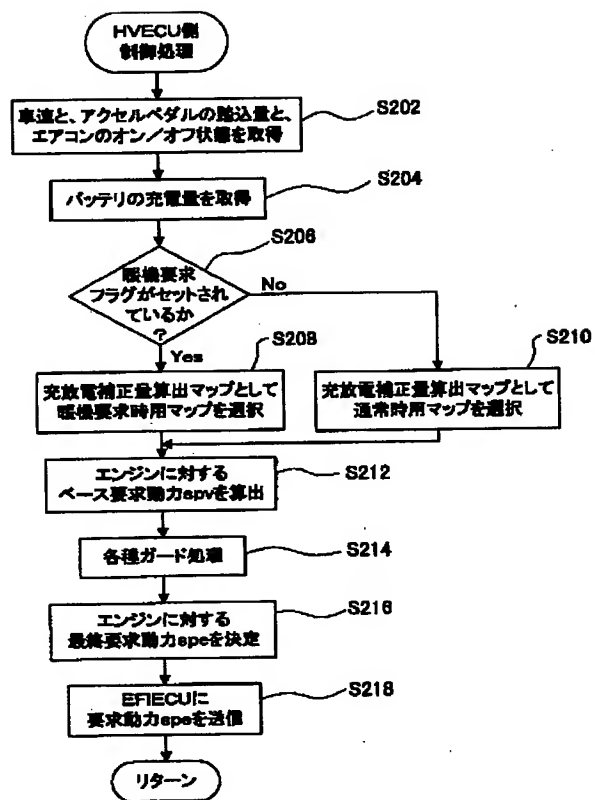 HVECU側
制御処理
車速と、アクセルペダルの踏込量と、
エアコンのオン/オフ状態を取得
S202
バッテリの充電量を取得
S204
暖機要求
フラグがセットされ
ているか
?
S206
No
Yes
S208
充放電補正量算出マップとして
暖機要求時用マップを選択
S210
充放電補正量算出マップとして
通常時用マップを選択
エンジンに対する
ベース要求動力spvを算出
S212
各種ガード処理
S214
エンジンに対する
最終要求動力speを決定
S216
EFIECUに
要求動力speを送信
S218
リターン